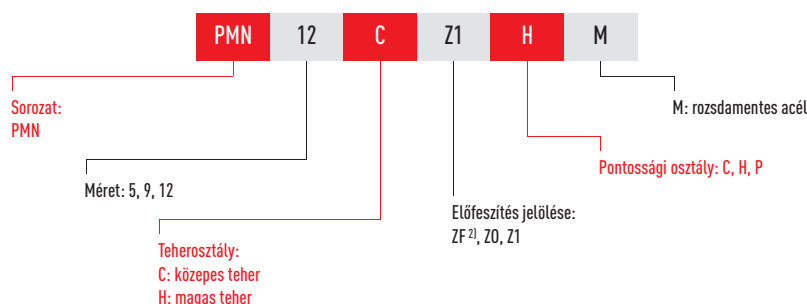 PMN 12 C Z1 H M
Sorozat:
PMN
M: rozsdamentes acél
Méret: 5, 9, 12
Pontossági osztály: C, H, P
Előfeszítés jelölése:
ZF ²⁾, Z0, Z1
Teherosztály:
C: közepes teher
H: magas teher